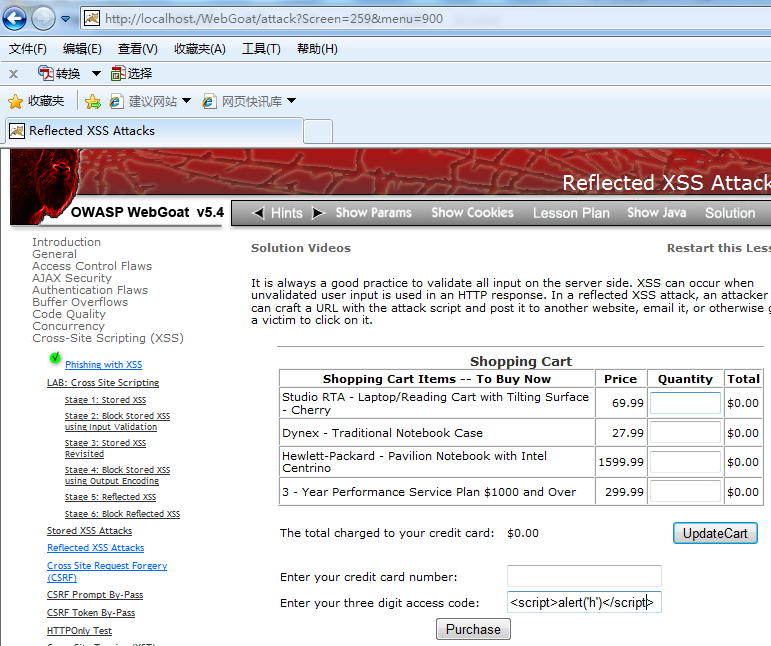 http://localhost./WebGoat/attack?Screen=259&menu=900
文件(F) 编辑(E) 查看(V) 收藏夹(A) 工具(T) 帮助(H)
x 转换 选择
收藏夹 建议网站 网页快讯库
Reflected XSS Attacks
Reflected XSS Attack
OWASP WebGoat v5.4
Hints Show Params Show Cookies Lesson Plan Show Java Solution
Introduction
General
Access Control Flaws
AJAX Security
Authentication Flaws
Buffer Overflows
Code Quality
Concurrency
Cross-Site Scripting (XSS)
Phishing with XSS
LAB: Cross Site Scripting
Stage 1: Stored XSS
Stage 2: Block Stored XSS
using Input Validation
Stage 3: Stored XSS
Revisited
Stage 4: Block Stored XSS
using Output Encoding
Stage 5: Reflected XSS
Stage 6: Block Reflected XSS
Stored XSS Attacks
Reflected XSS Attacks
Cross Site Request Forgery
(CSRF)
CSRF Prompt By-Pass
CSRF Token By-Pass
HTTPOnly Test
Solution Videos Restart this Less
It is always a good practice to validate all input on the server side. XSS can occur when
unvalidated user input is used in an HTTP response. In a reflected XSS attack, an attacker
can craft a URL with the attack script and post it to another website, email it, or otherwise g
a victim to click on it.
Shopping Cart
Shopping Cart Items -- To Buy Now Price Quantity Total
Studio RTA - Laptop/Reading Cart with Tilting Surface
- Cherry 69.99 $0.00
Dynex - Traditional Notebook Case 27.99 $0.00
Hewlett-Packard - Pavilion Notebook with Intel
Centrino 1599.99 $0.00
3 - Year Performance Service Plan $1000 and Over 299.99 $0.00
The total charged to your credit card: $0.00 UpdateCart
Enter your credit card number:
Enter your three digit access code: <script>alert('h')</script>
Purchase